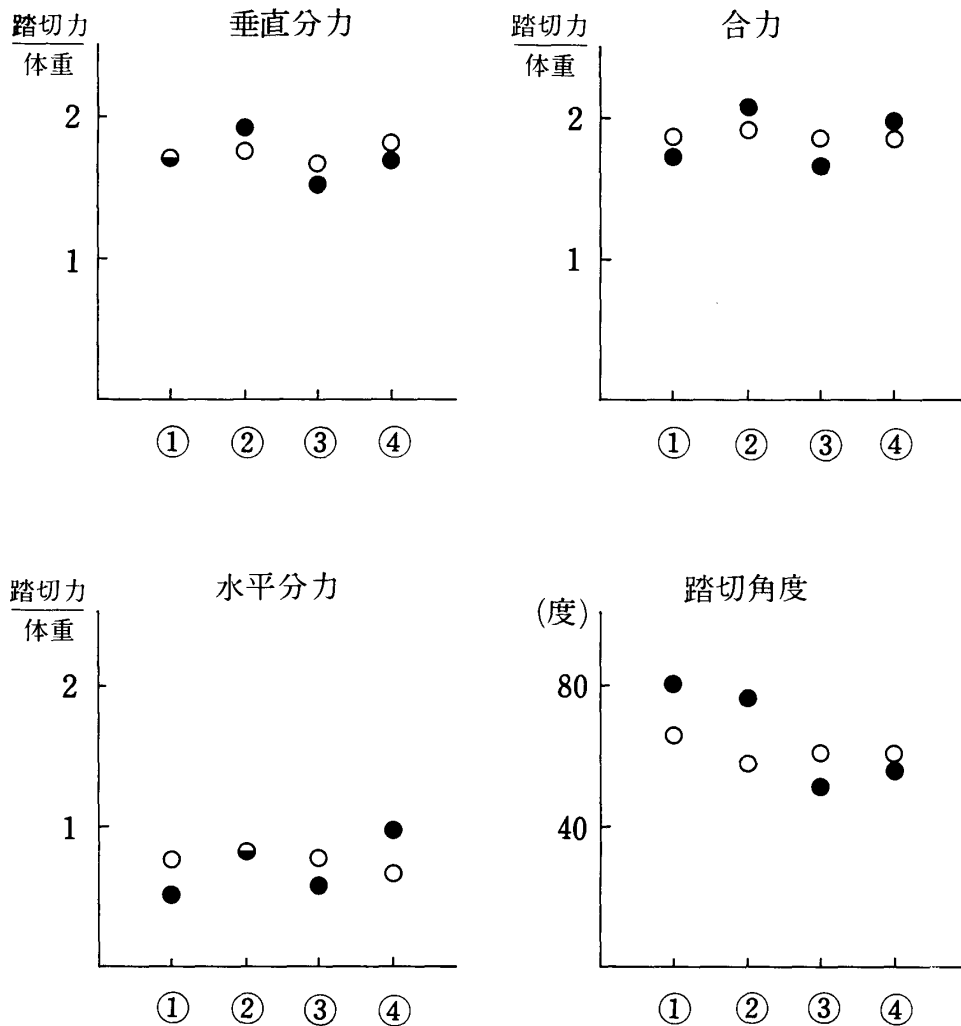 垂直分力
踏切力
体重
2
1
① ② ③ ④
合力
踏切力
体重
2
1
① ② ③ ④
水平分力
踏切力
体重
2
1
① ② ③ ④
踏切角度
(度)
80
40
① ② ③ ④